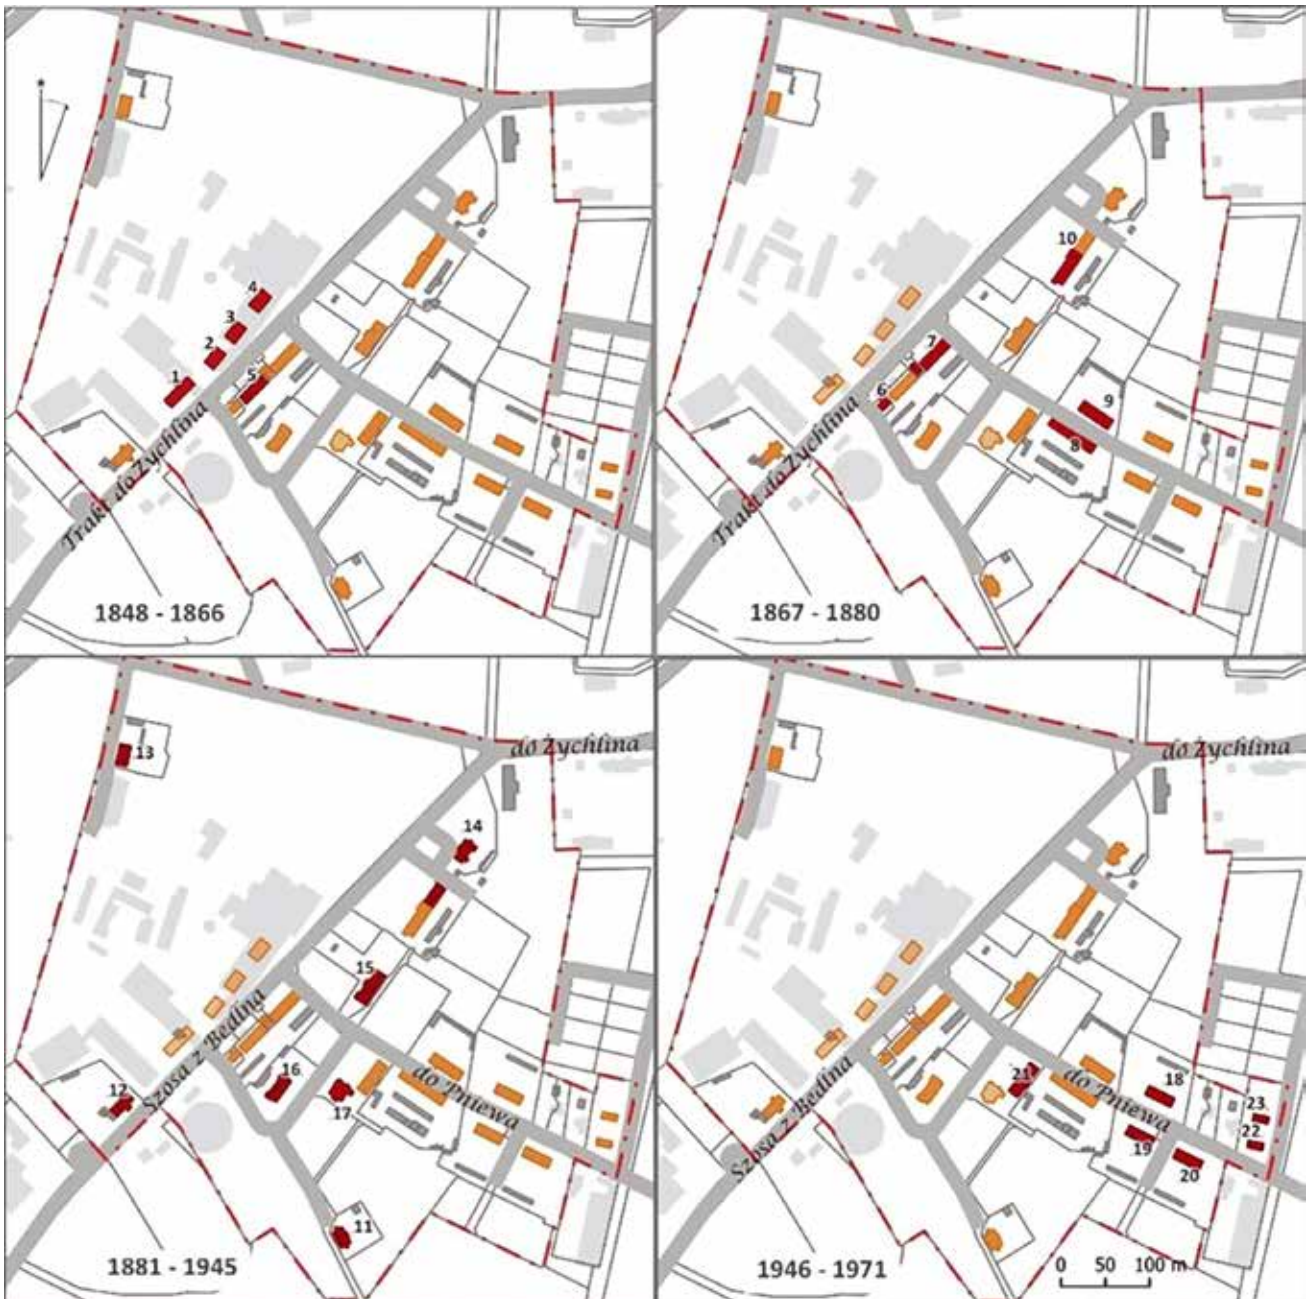 4
3
2
1
5
Trakt do Żychlina
1848 - 1866
10
7
6
9
8
Trakt do Żychlina
1867 - 1880
do Żychlina
13
14
15
16
17
12
Szosa z Bedlna
do Pniewa
11
1881 - 1945
do Żychlina
21
18
do Pniewa
23
22
19
20
Szosa z Bedlna
1946 - 1971
0 50 100 m